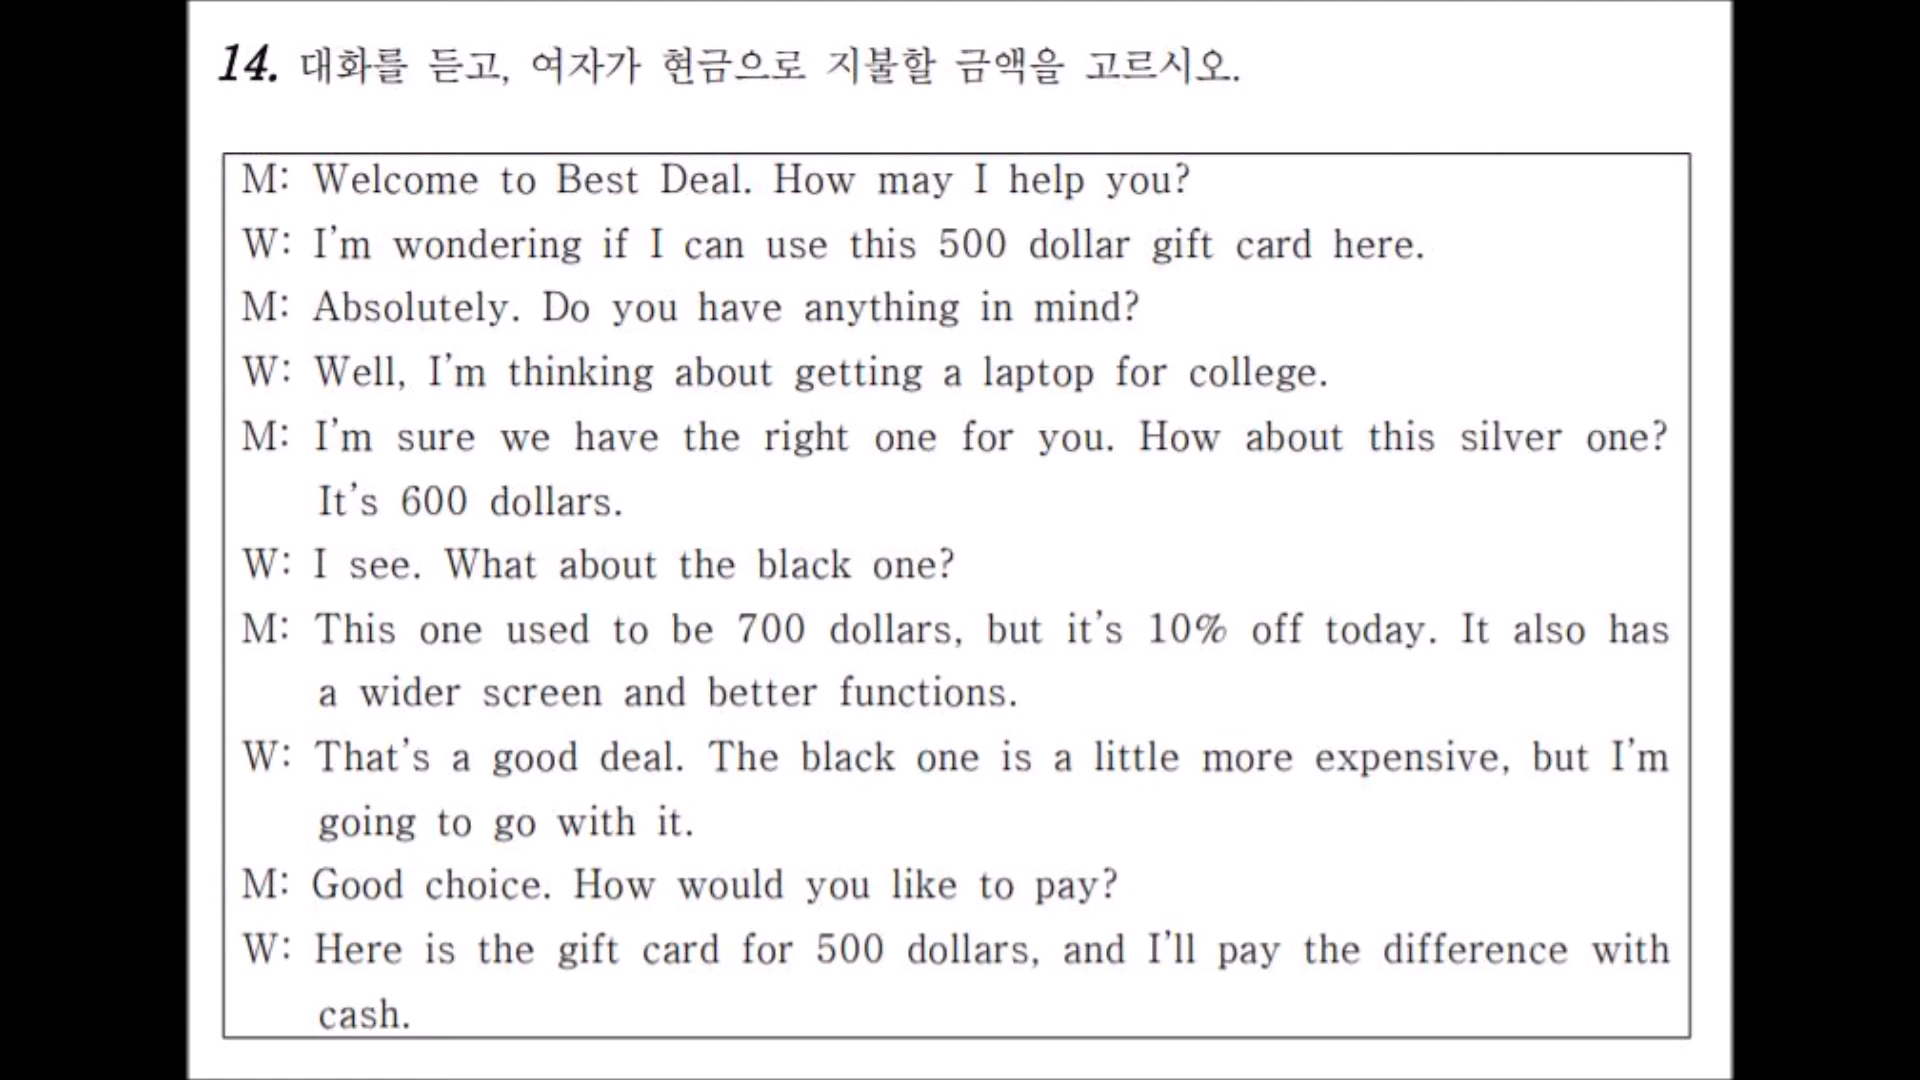 14. 대화를 듣고, 여자가 현금으로 지불할 금액을 고르시오.
M: Welcome to Best Deal. How may I help you?
W: I'm wondering if I can use this 500 dollar gift card here.
M: Absolutely. Do you have anything in mind?
W: Well, I'm thinking about getting a laptop for college.
M: I'm sure we have the right one for you. How about this silver one?
It's 600 dollars.
W: I see. What about the black one?
M: This one used to be 700 dollars, but it's 10% off today. It also has
a wider screen and better functions.
W: That's a good deal. The black one is a little more expensive, but I'm
going to go with it.
M: Good choice. How would you like to pay?
W: Here is the gift card for 500 dollars, and I'll pay the difference with
cash.